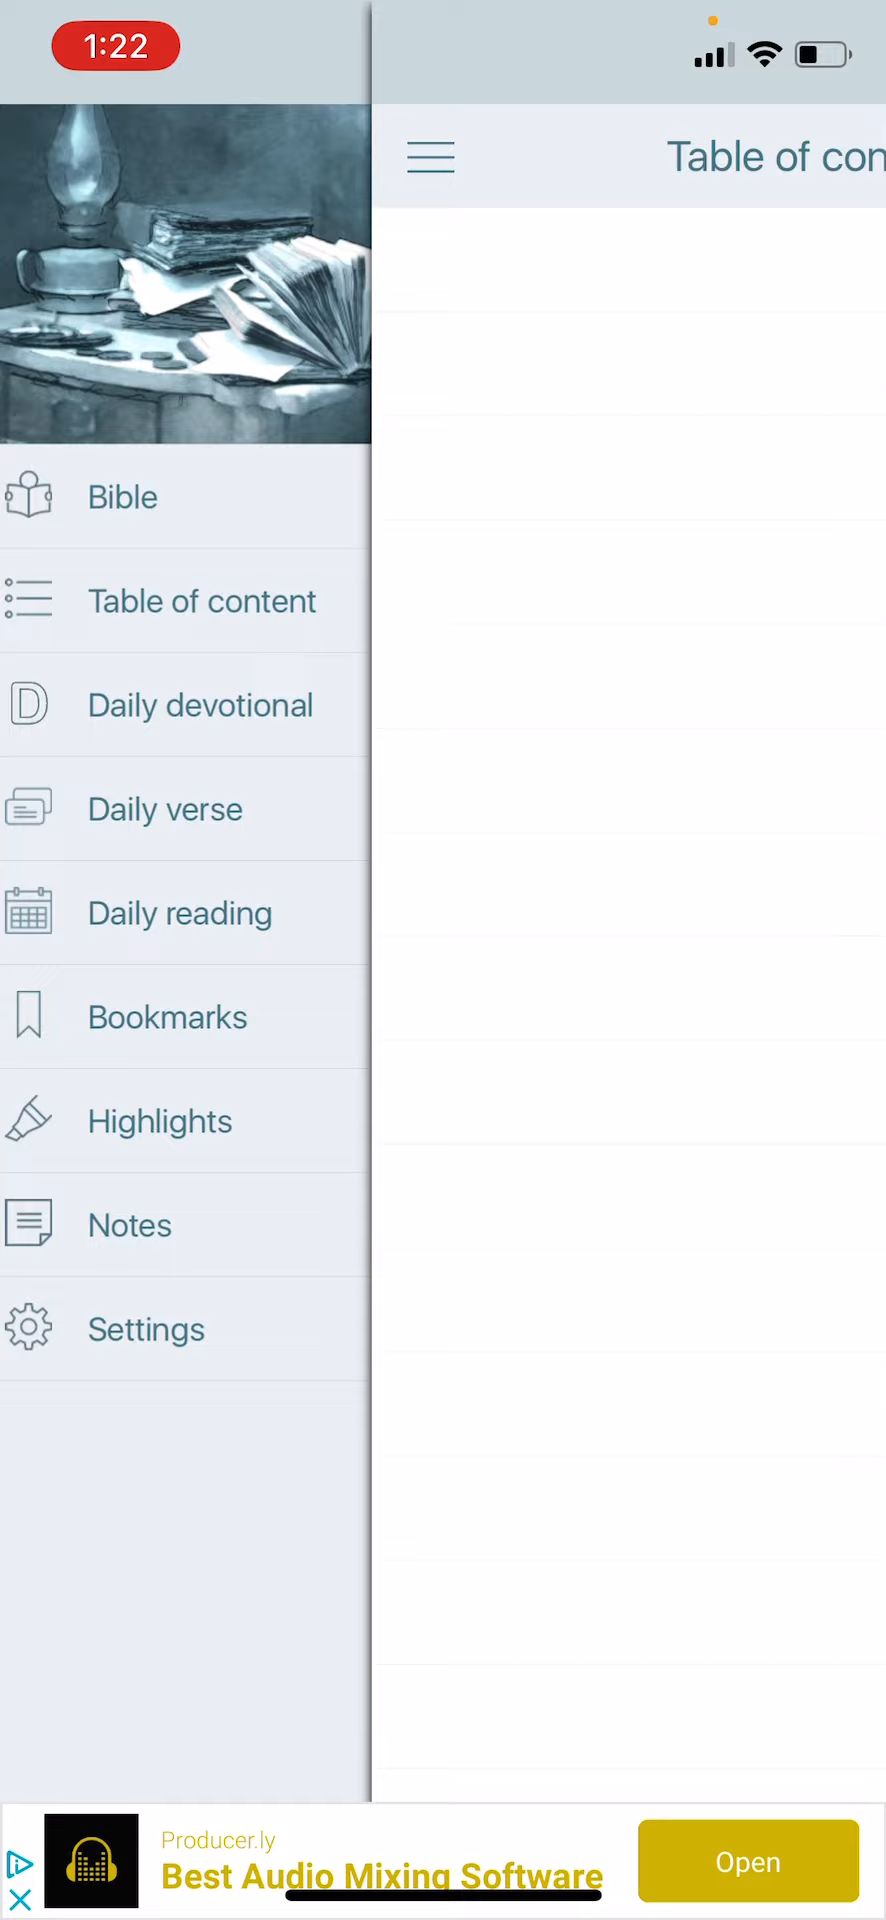 1:22
Table of con
Bible
Table of content
Daily devotional
Daily verse
Daily reading
Bookmarks
Highlights
Notes
Settings
Producer.ly
Best Audio Mixing Software
Open